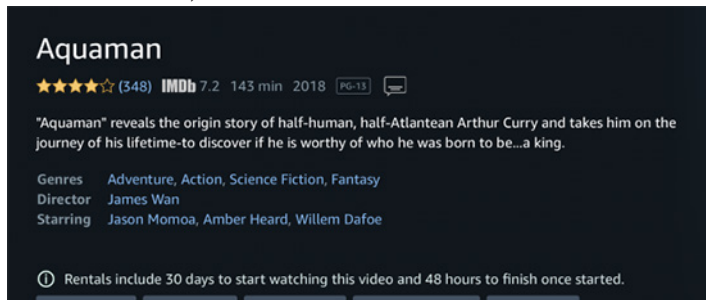 Aquaman
(348) IMDb 7.2 143 min 2018 PG-13
"Aquaman" reveals the origin story of half-human, half-Atlantean Arthur Curry and takes him on the
journey of his lifetime-to discover if he is worthy of who he was born to be...a king.
Genres Adventure, Action, Science Fiction, Fantasy
Director James Wan
Starring Jason Momoa, Amber Heard, Willem Dafoe
Rentals include 30 days to start watching this video and 48 hours to finish once started.